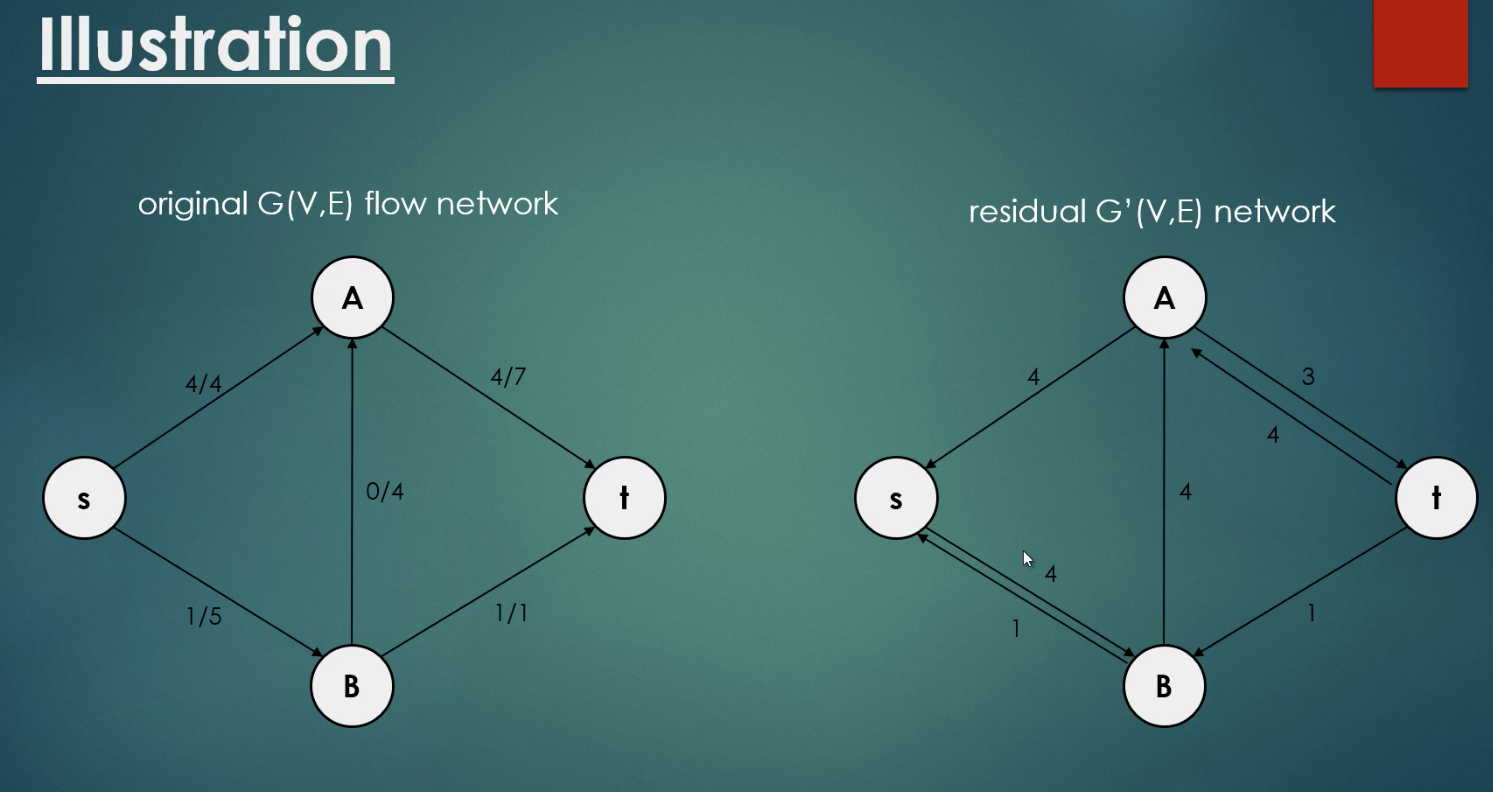 Illustration
original G(V,E) flow network
residual G’(V,E) network
A
A
4/4
4/7
4
3
4
s
0/4
t
s
4
t
4
1/5
1/1
1
1
B
B